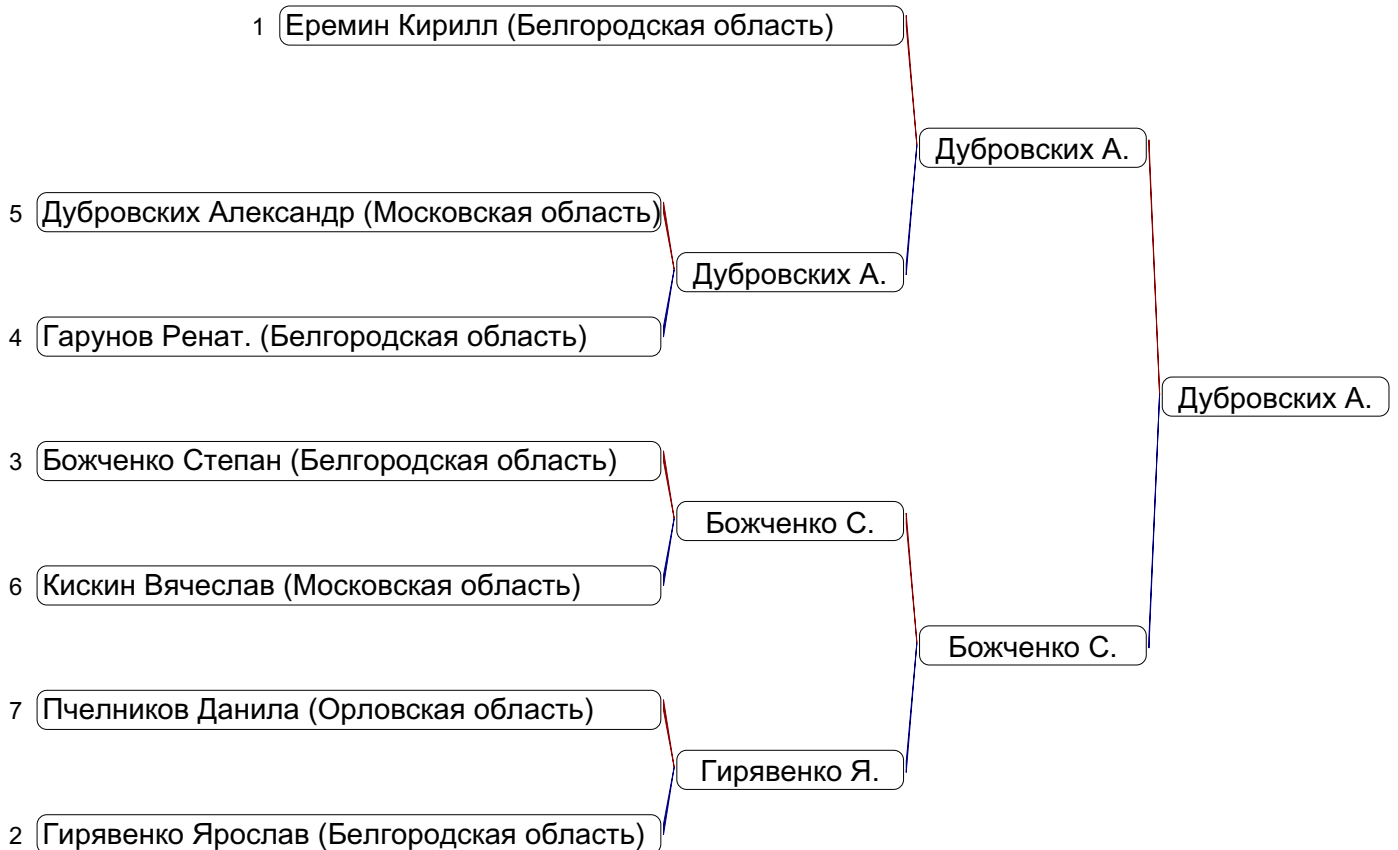 1 Еремин Кирилл (Белгородская область)
Дубровских А.
5 Дубровских Александр (Московская область)
Дубровских А.
4 Гарунов Ренат. (Белгородская область)
Дубровских А.
3 Божченко Степан (Белгородская область)
Божченко С.
6 Кискин Вячеслав (Московская область)
Божченко С.
7 Пчелников Данила (Орловская область)
Гирявенко Я.
2 Гирявенко Ярослав (Белгородская область)